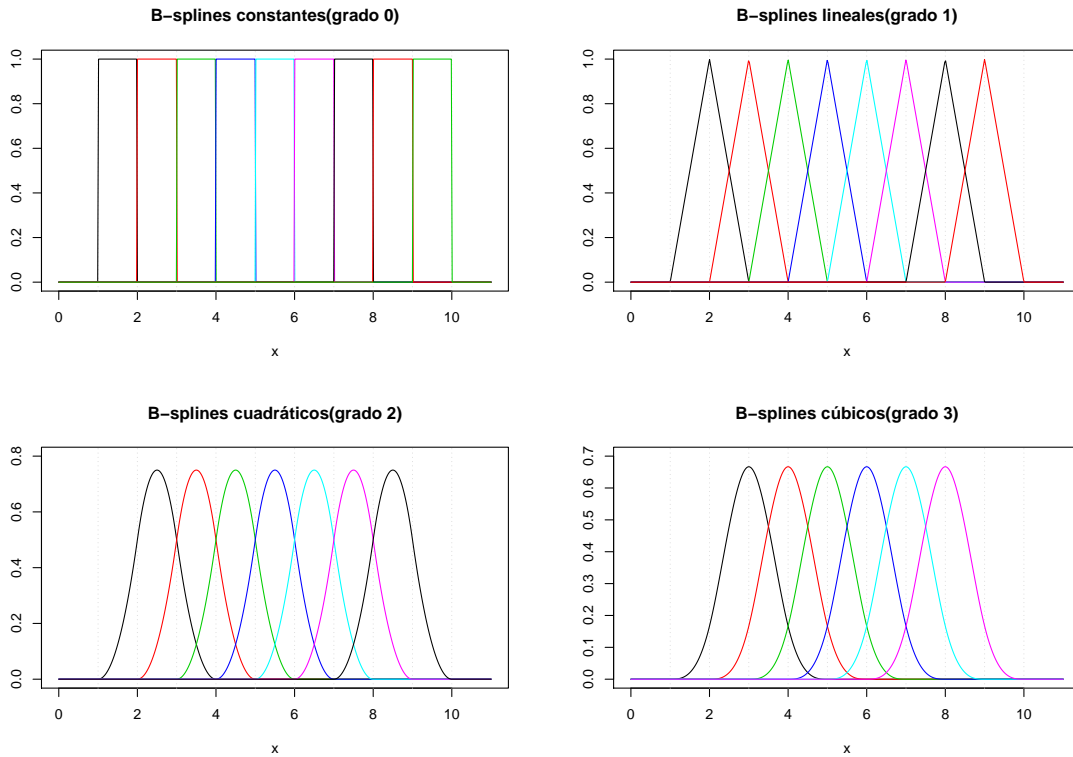 B−splines constantes(grado 0)
1.0
0.8
0.6
0.4
0.2
0.0
0 2 4 6 8 10
x
B−splines lineales(grado 1)
1.0
0.8
0.6
0.4
0.2
0.0
0 2 4 6 8 10
x
B−splines cuadráticos(grado 2)
0.8
0.6
0.4
0.2
0.0
0 2 4 6 8 10
x
B−splines cúbicos(grado 3)
0.7
0.6
0.5
0.4
0.3
0.2
0.1
0.0
0 2 4 6 8 10
x